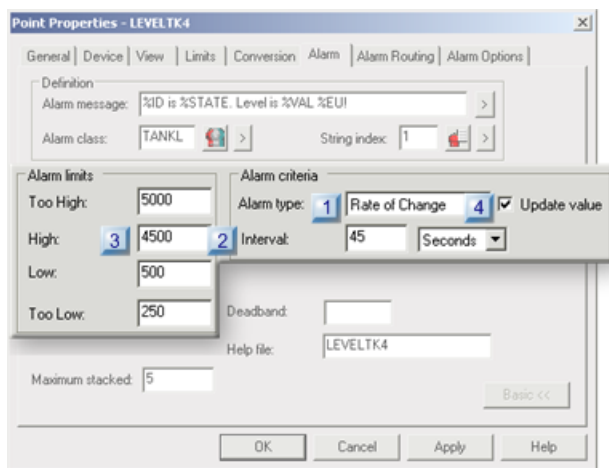 Point Properties - LEVELTK4
General Device View Limits Conversion Alarm Alarm Routing Alarm Options
Definition
Alarm message: %ID is %STATE. Level is %VAL %EU! >
Alarm class: TANKL > String index: 1 >
Alarm limits Alarm criteria
Too High: 5000 Alarm type: 1 Rate of Change 4 Update value
High: 3 4500 2 Interval: 45 Seconds
Low: 500
Too Low: 250 Deadband:
Help file: LEVELTK4
Maximum stacked: 5
Basic <<
OK Cancel Apply Help